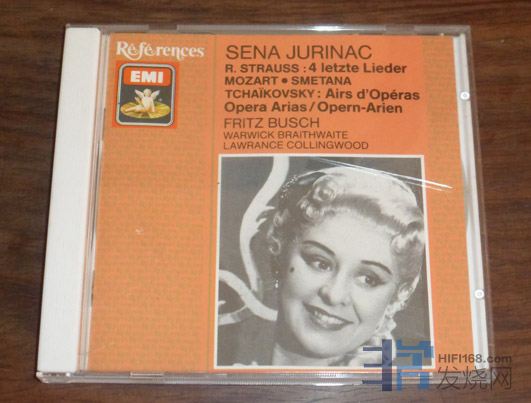 Références
EMI
SENA JURINAC
R. STRAUSS : 4 letzte Lieder
MOZART • SMETANA
TCHAÏKOVSKY : Airs d'Opéras
Opera Arias / Opern-Arien
FRITZ BUSCH
WARWICK BRAITHWAITE
LAWRANCE COLLINGWOOD
HIFI168.com
发烧网